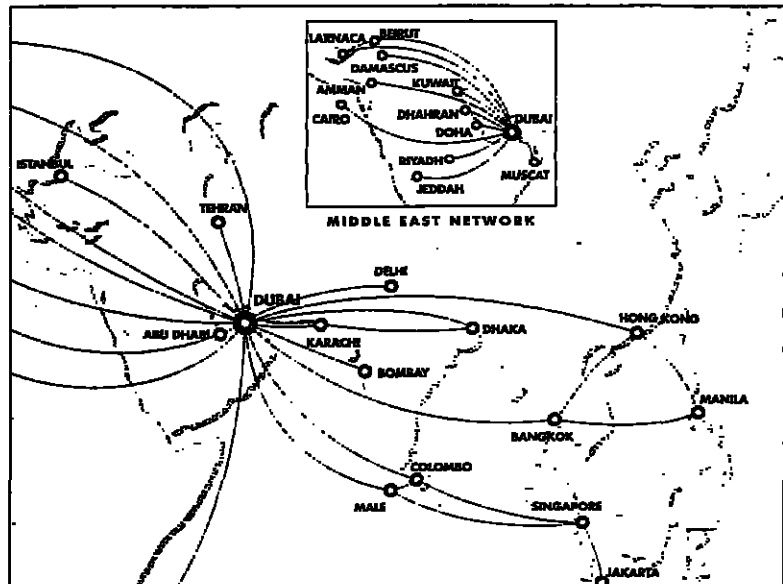 LARNACA
BEIRUT
DAMASCUS
AMMAN
KUWAIT
CAIRO
DHAHRAN
DUBAI
DOHA
RIYADH
MUSCAT
JEDDAH
MIDDLE EAST NETWORK
ISTANBUL
TEHRAN
DELHI
DUBAI
ABU DHABI
KARACHI
DHAKA
HONG KONG
BOMBAY
MANILA
BANGKOK
COLOMBO
MALE
SINGAPORE
JAKARTA